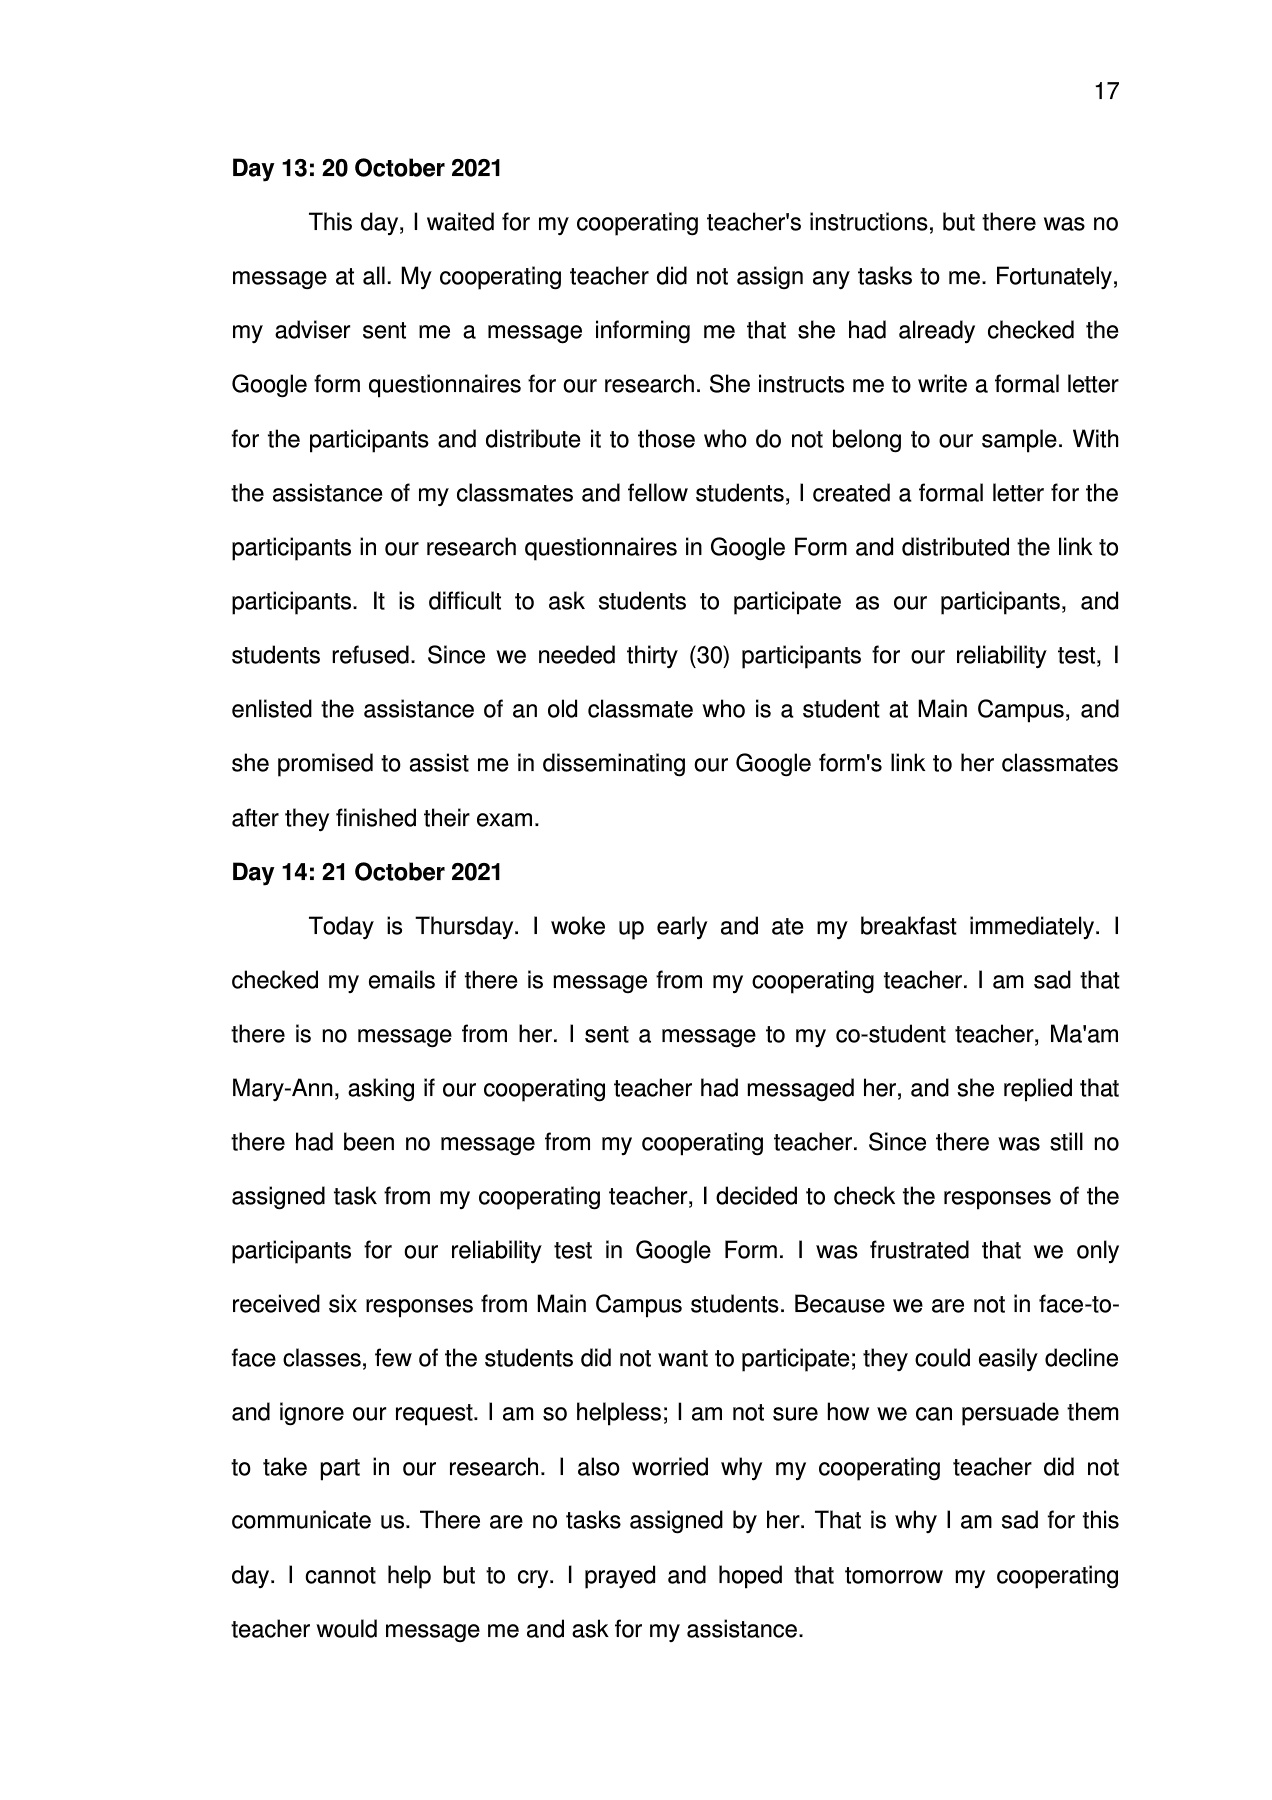 17
Day 13: 20 October 2021
This day, I waited for my cooperating teacher's instructions, but there was no
message at all. My cooperating teacher did not assign any tasks to me. Fortunately,
my adviser sent me a message informing me that she had already checked the
Google form questionnaires for our research. She instructs me to write a formal letter
for the participants and distribute it to those who do not belong to our sample. With
the assistance of my classmates and fellow students, I created a formal letter for the
participants in our research questionnaires in Google Form and distributed the link to
participants. It is difficult to ask students to participate as our participants, and
students refused. Since we needed thirty (30) participants for our reliability test, I
enlisted the assistance of an old classmate who is a student at Main Campus, and
she promised to assist me in disseminating our Google form's link to her classmates
after they finished their exam.
Day 14: 21 October 2021
Today is Thursday. I woke up early and ate my breakfast immediately. I
checked my emails if there is message from my cooperating teacher. I am sad that
there is no message from her. I sent a message to my co-student teacher, Ma'am
Mary-Ann, asking if our cooperating teacher had messaged her, and she replied that
there had been no message from my cooperating teacher. Since there was still no
assigned task from my cooperating teacher, I decided to check the responses of the
participants for our reliability test in Google Form. I was frustrated that we only
received six responses from Main Campus students. Because we are not in face-to-
face classes, few of the students did not want to participate; they could easily decline
and ignore our request. I am so helpless; I am not sure how we can persuade them
to take part in our research. I also worried why my cooperating teacher did not
communicate us. There are no tasks assigned by her. That is why I am sad for this
day. I cannot help but to cry. I prayed and hoped that tomorrow my cooperating
teacher would message me and ask for my assistance.